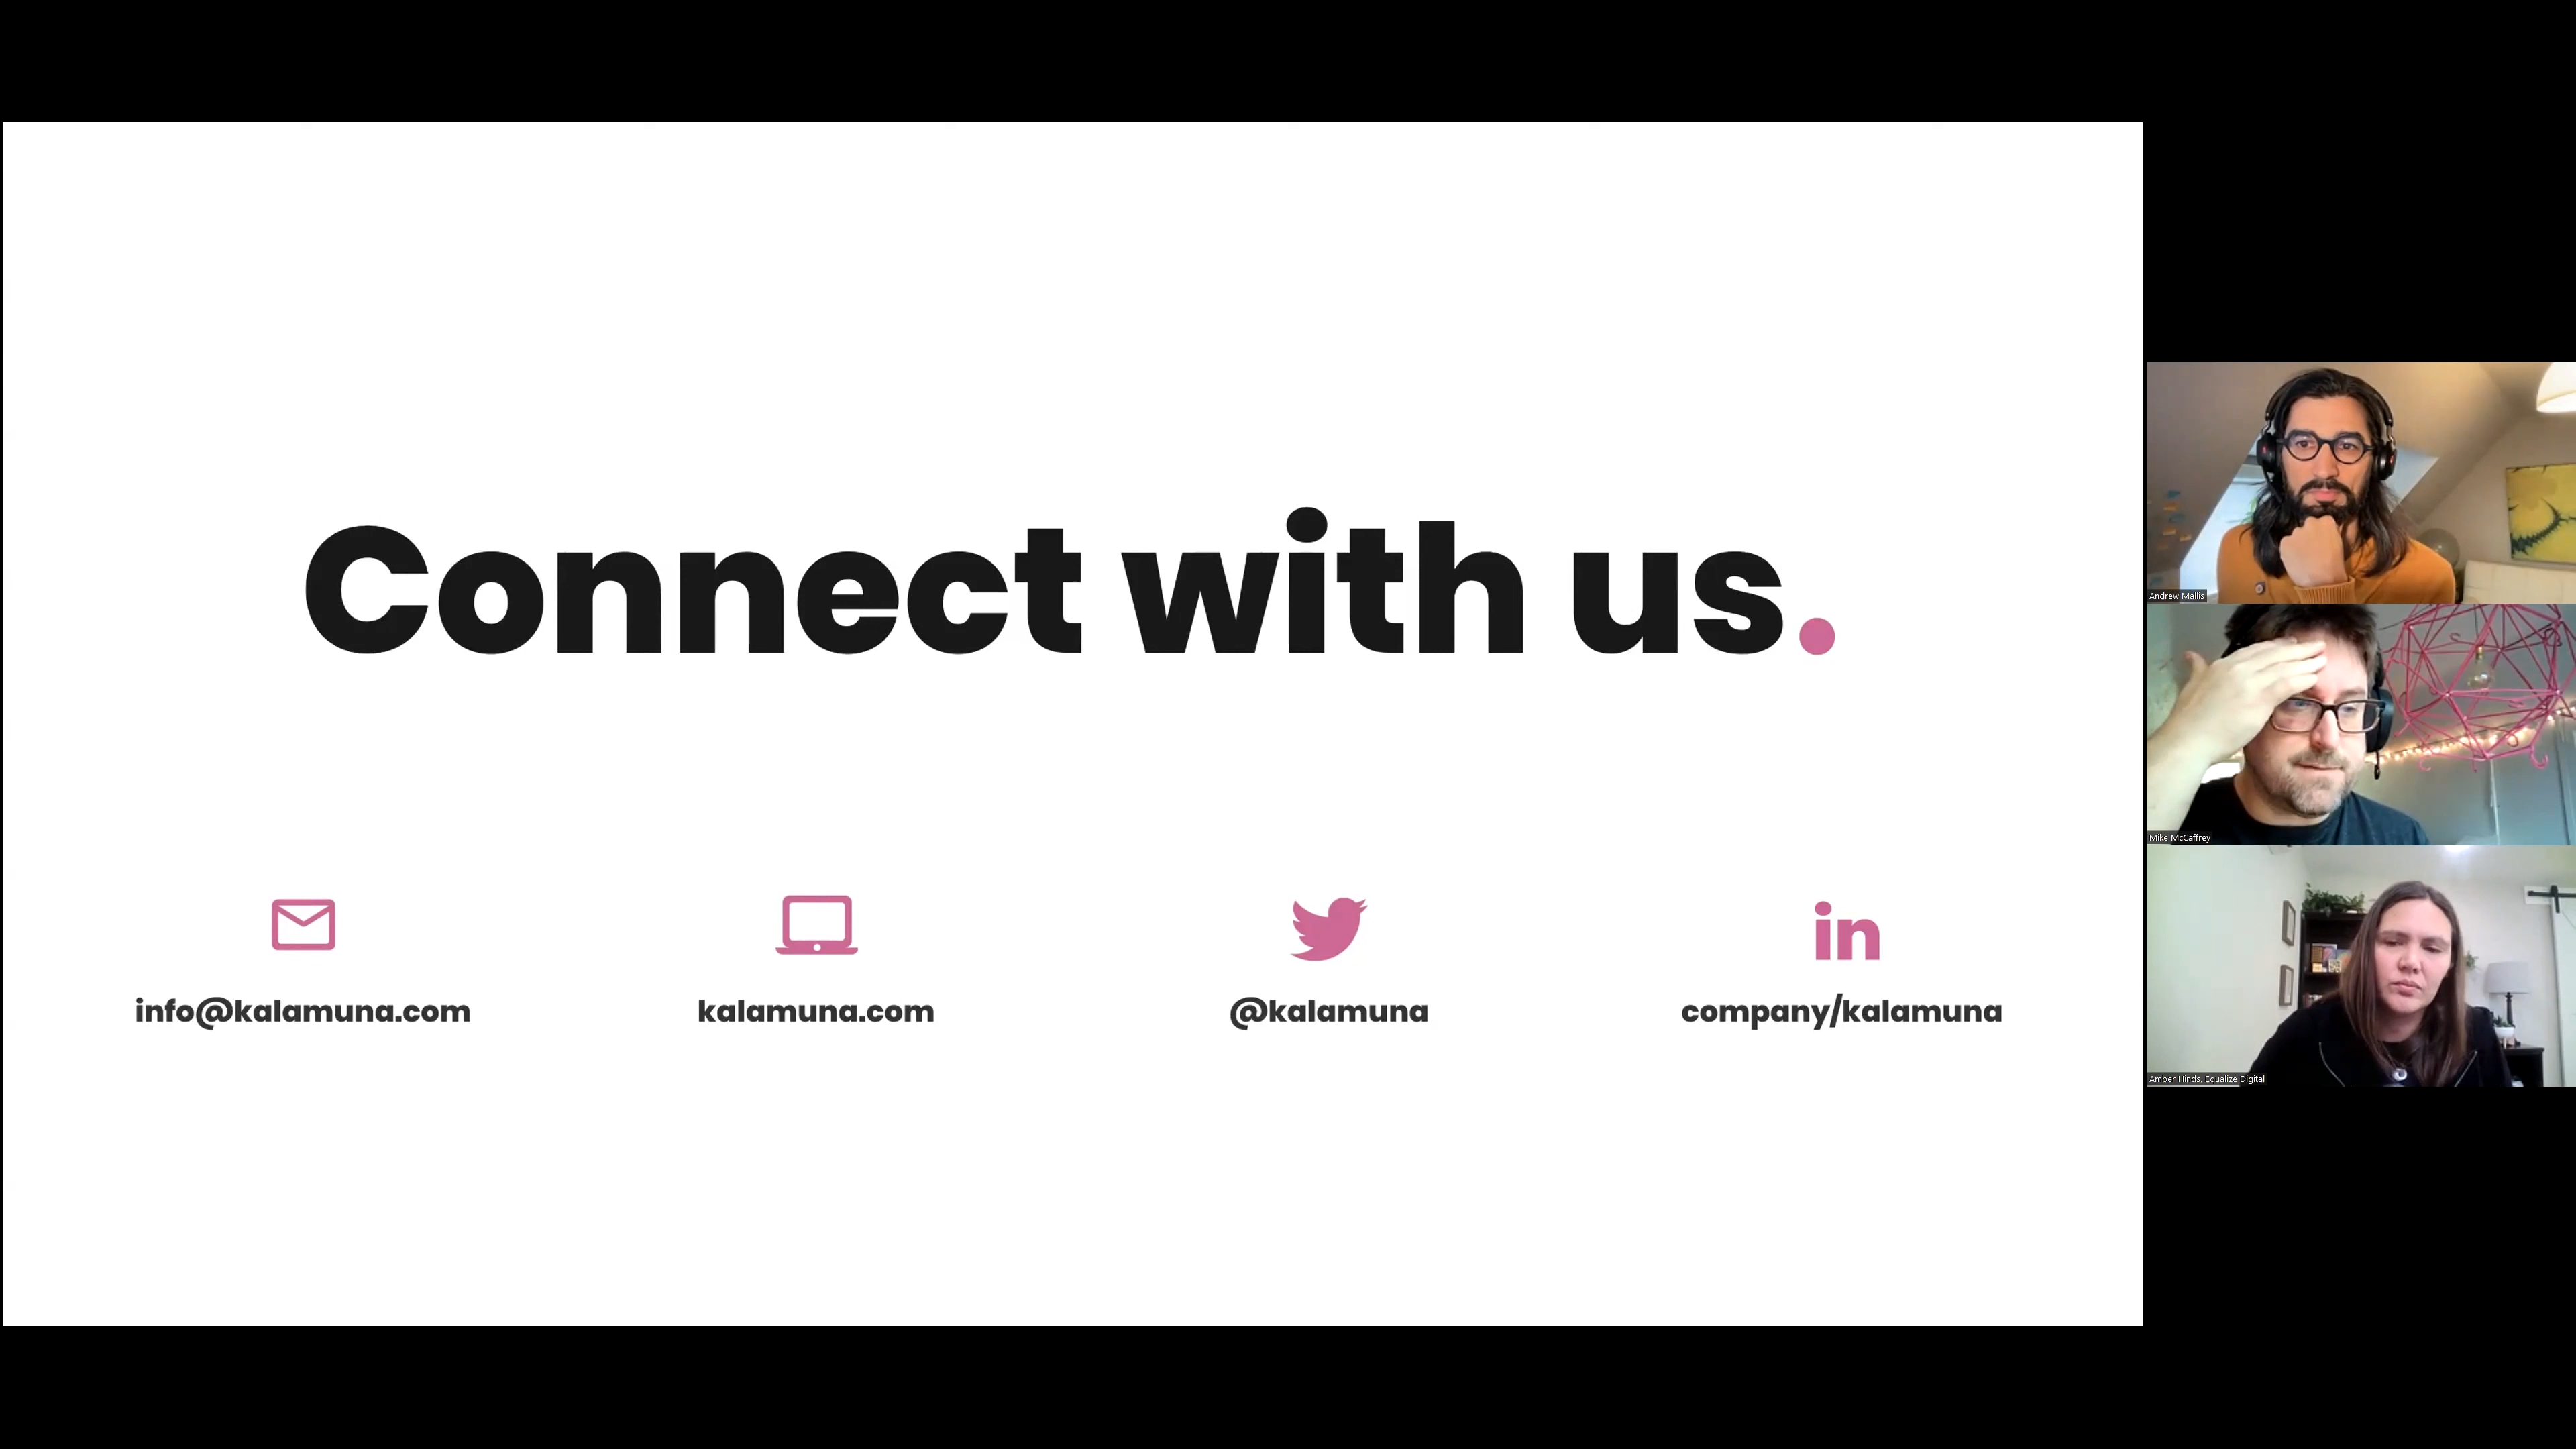 Connect with us.
info@kalamuna.com
kalamuna.com
@kalamuna
in
company/kalamuna
Andrew Mallis
Mike McCaffrey
Amber Hinds, Equalize Digital